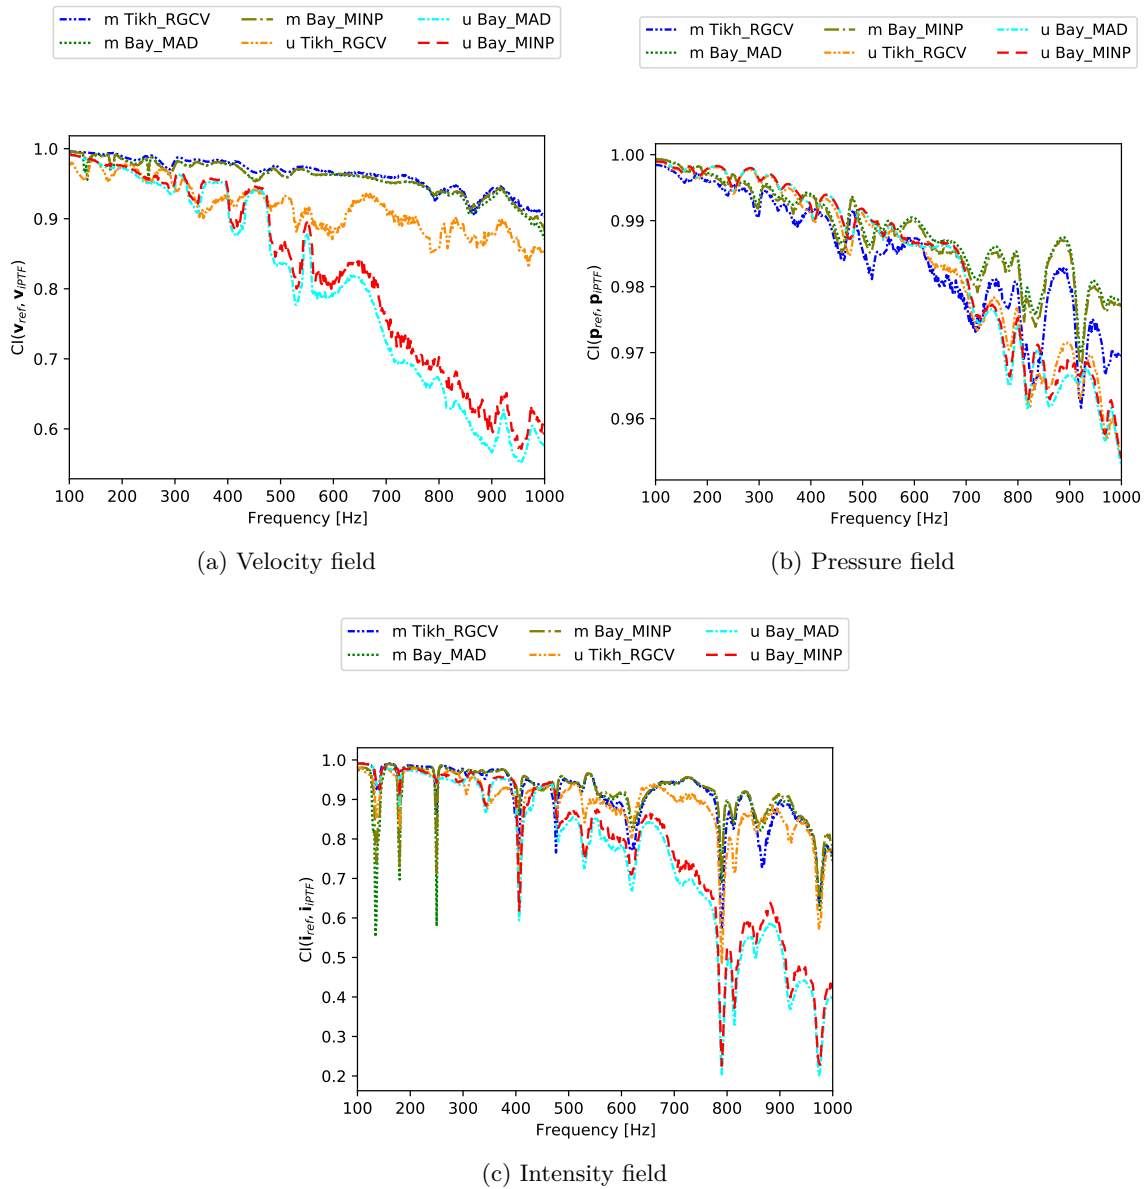 m Tikh_RGCV m Bay_MINP u Bay_MAD
m Bay_MAD u Tikh_RGCV u Bay_MINP
1.0
0.9
0.8
0.7
0.6
CI(v_ref, v_IPTF)
100 200 300 400 500 600 700 800 900 1000
Frequency [Hz]
(a) Velocity field
m Tikh_RGCV m Bay_MINP u Bay_MAD
m Bay_MAD u Tikh_RGCV u Bay_MINP
1.00
0.99
0.98
0.97
0.96
CI(p_ref, p_IPTF)
100 200 300 400 500 600 700 800 900 1000
Frequency [Hz]
(b) Pressure field
m Tikh_RGCV m Bay_MINP u Bay_MAD
m Bay_MAD u Tikh_RGCV u Bay_MINP
1.0
0.9
0.8
0.7
0.6
0.5
0.4
0.3
0.2
CI(i_ref, i_IPTF)
100 200 300 400 500 600 700 800 900 1000
Frequency [Hz]
(c) Intensity field